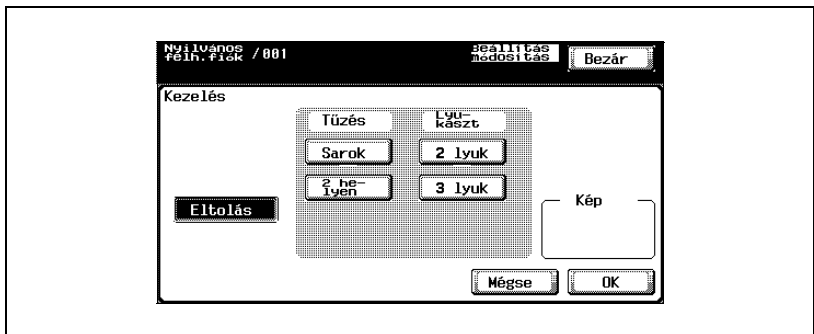 Nyilvános
félh.fiók /001
Beállítás
módosítás
Bezár
Kezelés
Tűzés
Lyu-
kaszt
Sarok
2 lyuk
2 he-
lyen
3 lyuk
Eltolás
Kép
Mégse
OK